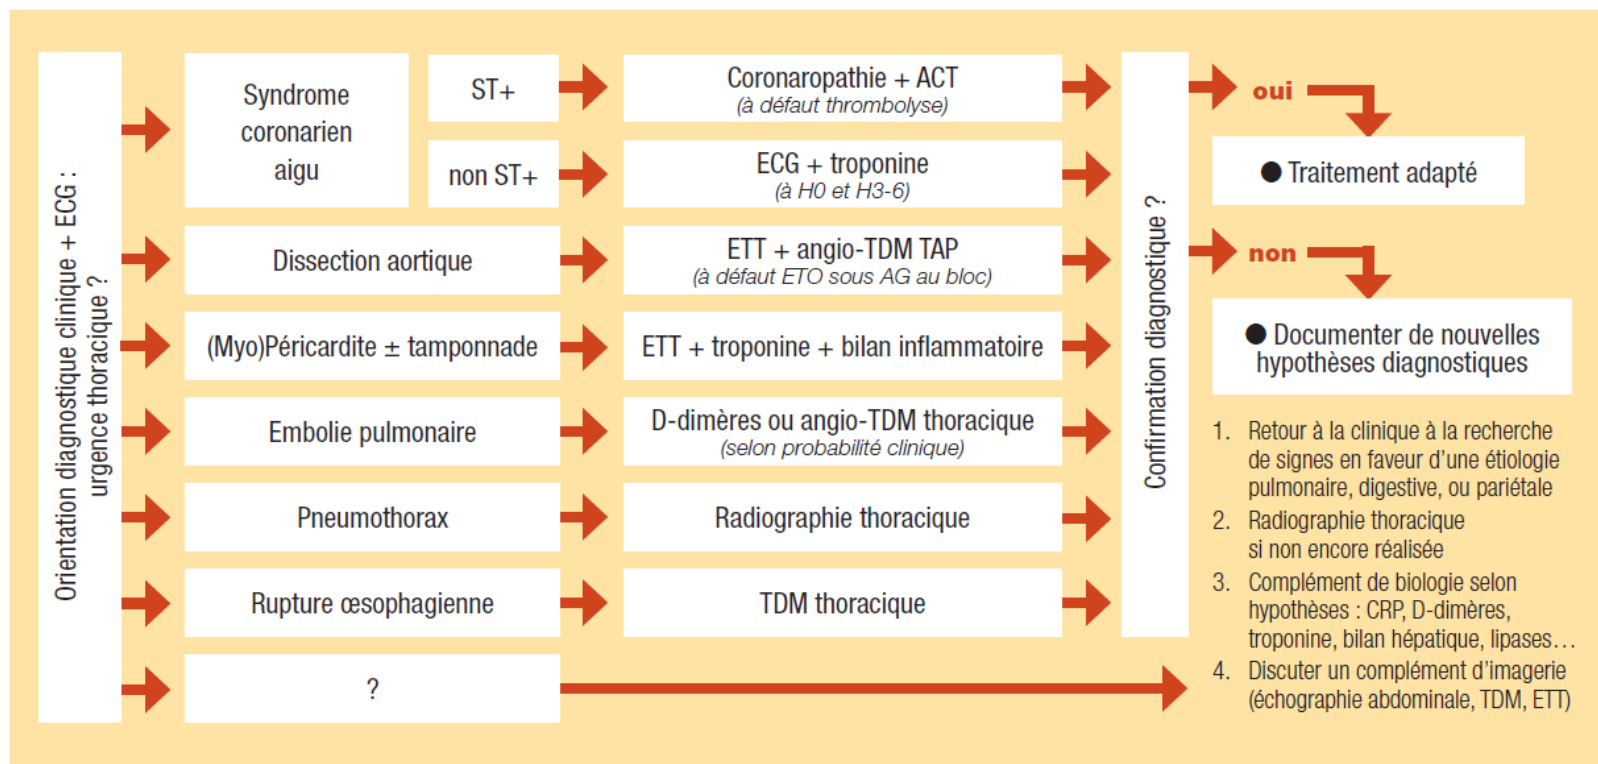 Orientation diagnostique clinique + ECG :
urgence thoracique ?
Syndrome
coronarien
aigu
ST+
Coronaropathie + ACT
(à défaut thrombolyse)
non ST+
ECG + troponine
(à H0 et H3-6)
Dissection aortique
ETT + angio-TDM TAP
(à défaut ETO sous AG au bloc)
(Myo)Péricardite ± tamponnade
ETT + troponine + bilan inflammatoire
Embolie pulmonaire
D-dimères ou angio-TDM thoracique
(selon probabilité clinique)
Pneumothorax
Radiographie thoracique
Rupture œsophagienne
TDM thoracique
?
Confirmation diagnostique ?
oui
● Traitement adapté
non
● Documenter de nouvelles
hypothèses diagnostiques
1. Retour à la clinique à la recherche
de signes en faveur d’une étiologie
pulmonaire, digestive, ou pariétale
2. Radiographie thoracique
si non encore réalisée
3. Complément de biologie selon
hypothèses : CRP, D-dimères,
troponine, bilan hépatique, lipases…
4. Discuter un complément d’imagerie
(échographie abdominale, TDM, ETT)